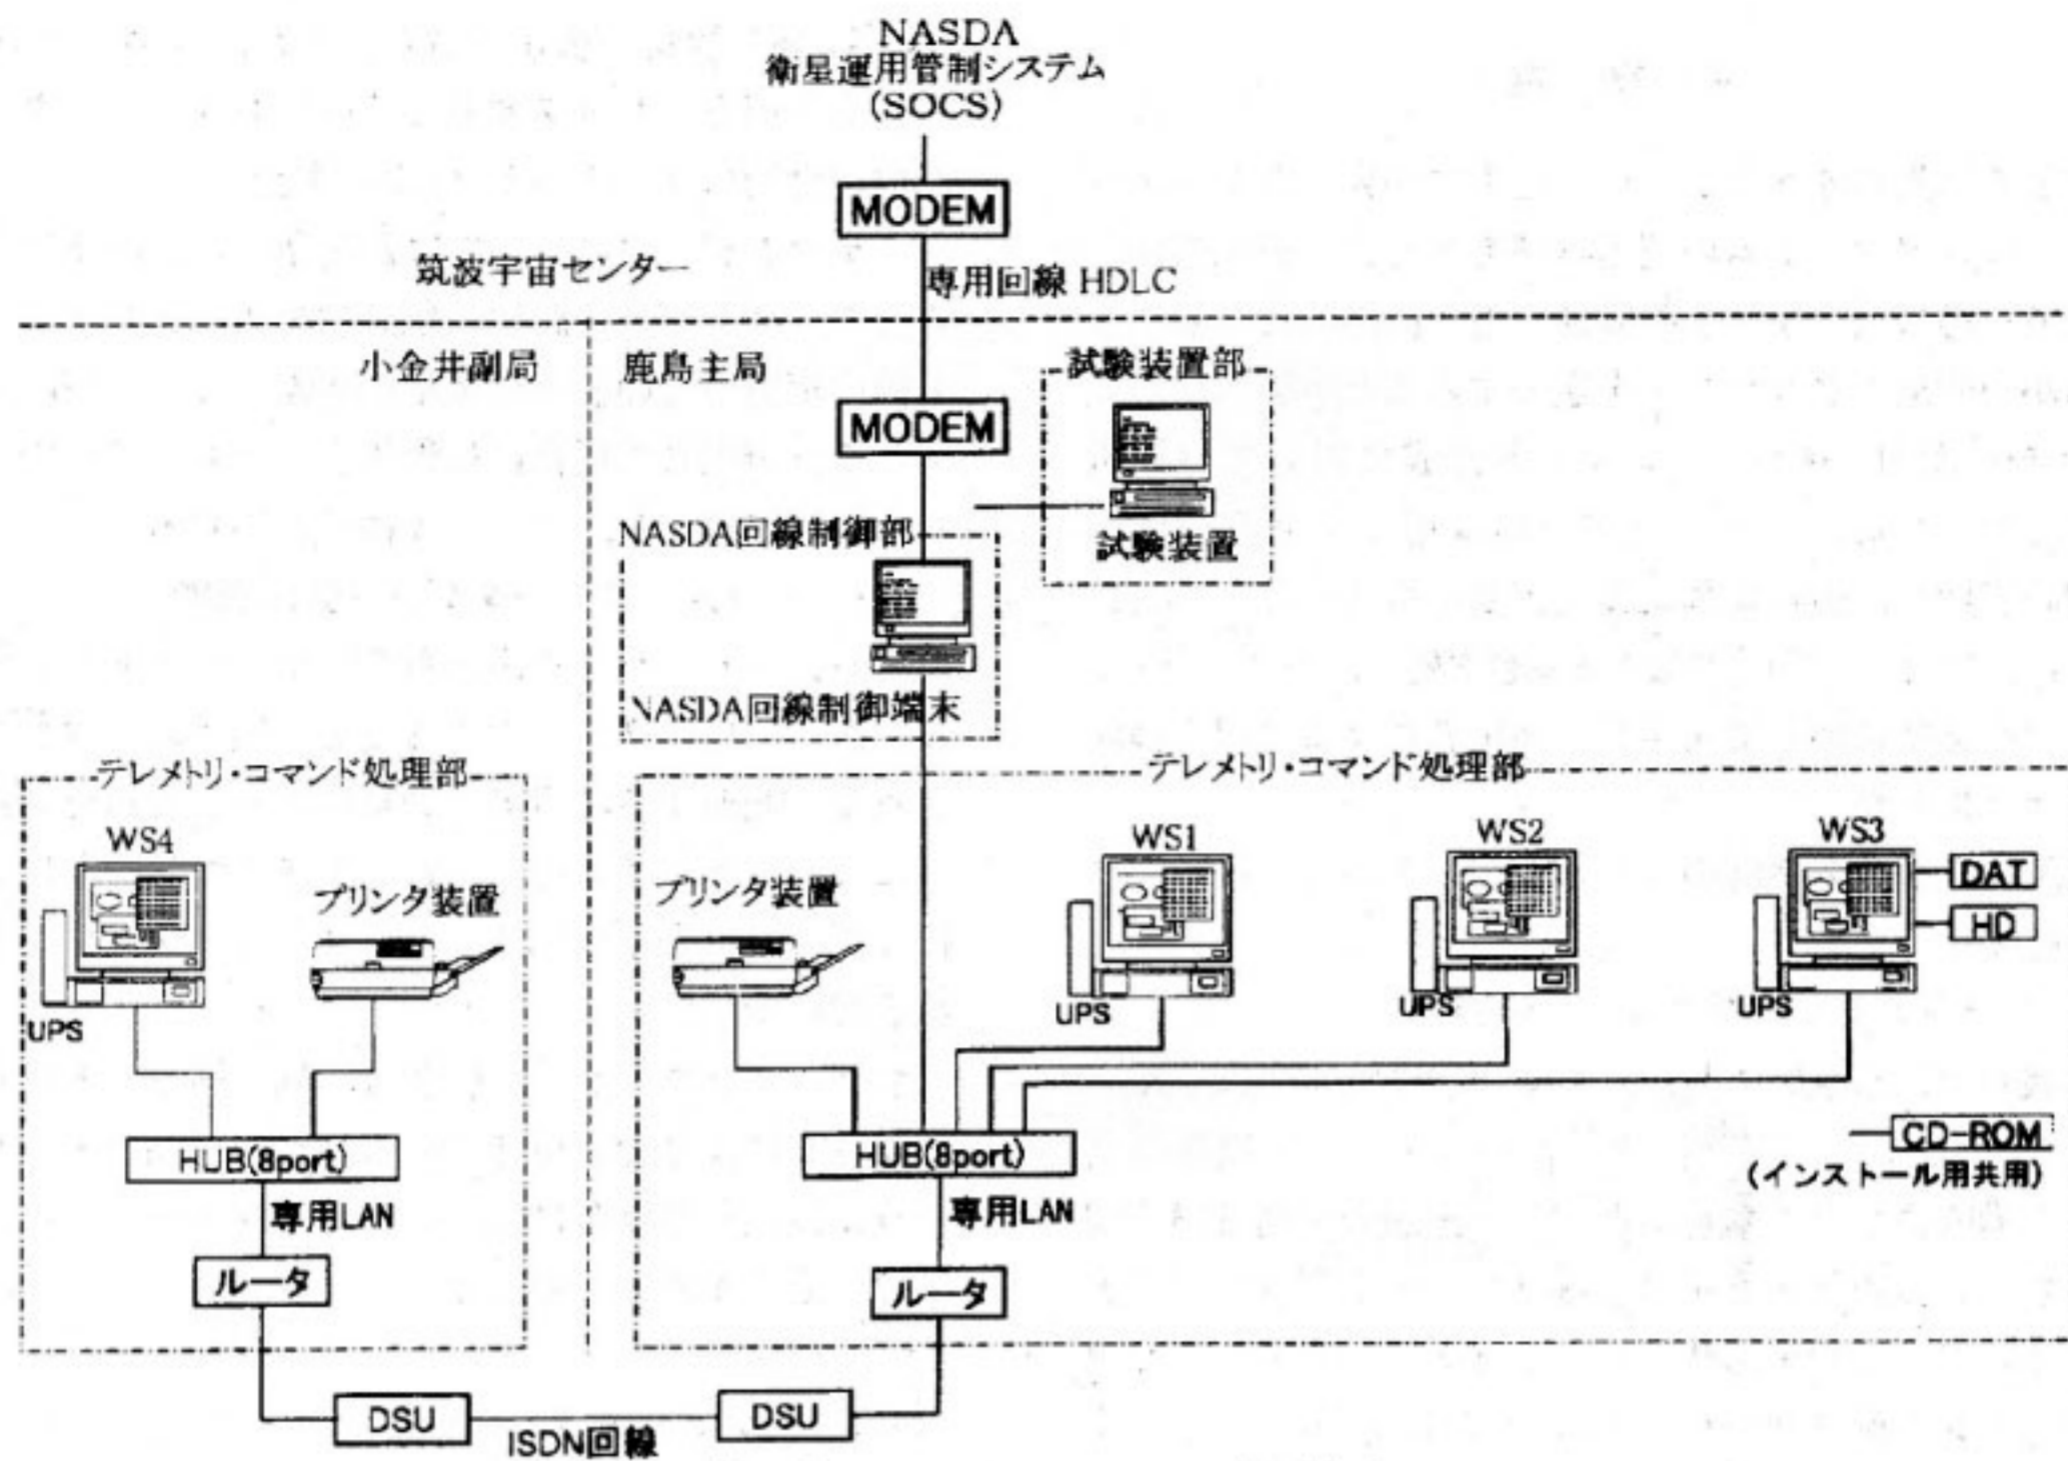 NASDA
衛星運用管制システム
(SOCS)
MODEM
筑波宇宙センター
専用回線 HDLC
小金井副局
鹿島主局
試験装置部
MODEM
試験装置
NASDA回線制御部
NASDA回線制御端末
テレメトリ・コマンド処理部
テレメトリ・コマンド処理部
WS4
プリンタ装置
UPS
プリンタ装置
WS1
UPS
WS2
UPS
WS3
UPS
DAT
HD
HUB(8port)
HUB(8port)
CD-ROM
(インストール用共用)
専用LAN
専用LAN
ルータ
ルータ
DSU
DSU
ISDN回線